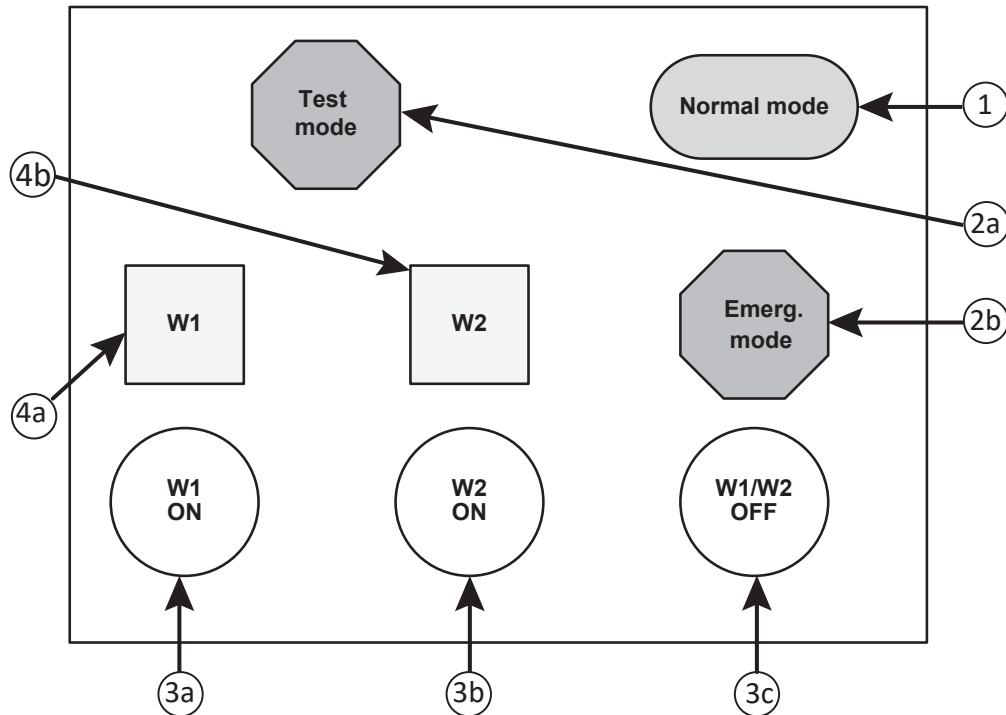 Test
mode
Normal mode
1
4b
2a
W1
W2
Emerg.
mode
2b
4a
W1
ON
W2
ON
W1/W2
OFF
3a
3b
3c